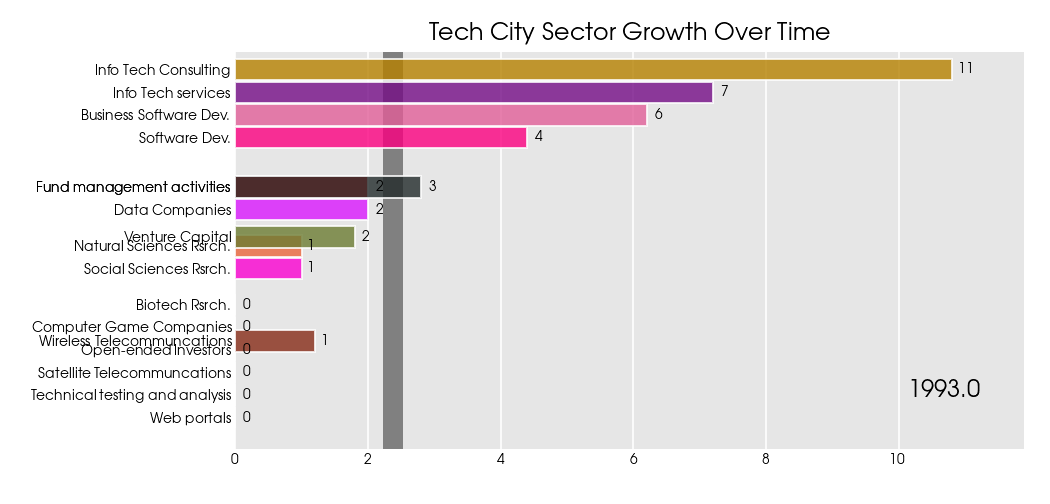 Tech City Sector Growth Over Time
Info Tech Consulting 11
Info Tech services 7
Business Software Dev. 6
Software Dev. 4
Fund management activities 2 3
Data Companies 2
Venture Capital 2
Natural Sciences Rsrch. 1
Social Sciences Rsrch. 1
Biotech Rsrch. 0
Computer Game Companies 0
Wireless Telecommuncations 1
Open-ended Investors 0
Satellite Telecommuncations 0
Technical testing and analysis 0
1993.0
Web portals 0
0 2 4 6 8 10